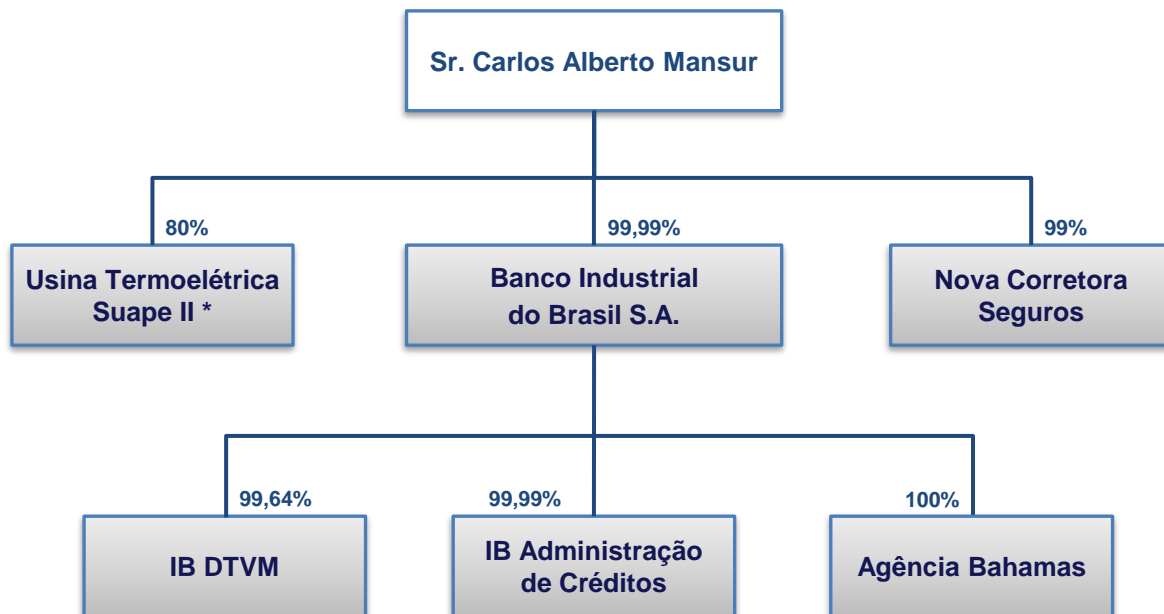 Sr. Carlos Alberto Mansur
80%
99,99%
99%
Usina Termoelétrica
Suape II *
Banco Industrial
do Brasil S.A.
Nova Corretora
Seguros
99,64%
99,99%
100%
IB DTVM
IB Administração
de Créditos
Agência Bahamas